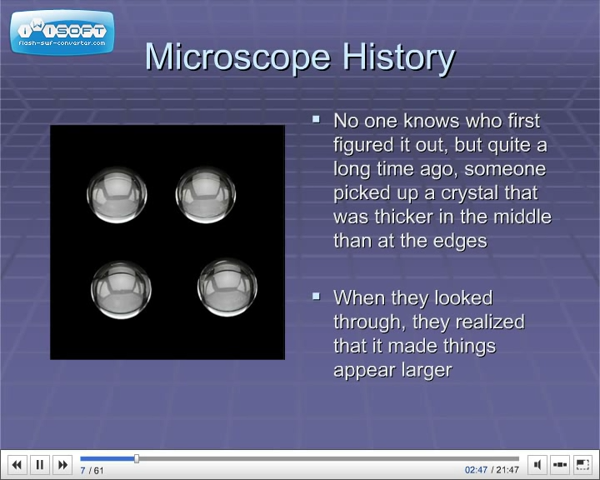 iWiSOFT
flash-swf-converter.com
Microscope History
No one knows who first
figured it out, but quite a
long time ago, someone
picked up a crystal that
was thicker in the middle
than at the edges
When they looked
through, they realized
that it made things
appear larger
7 / 61
02:47 / 21:47